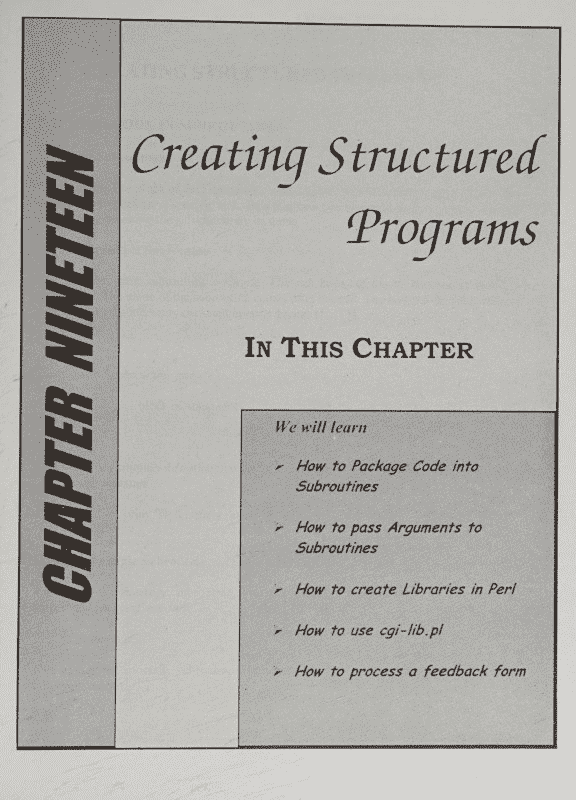 CHAPTER NINETEEN
Creating Structured
Programs
IN THIS CHAPTER
We will learn
➢ How to Package Code into
Subroutines
➢ How to pass Arguments to
Subroutines
➢ How to create Libraries in Perl
➢ How to use cgi-lib.pl
➢ How to process a feedback form